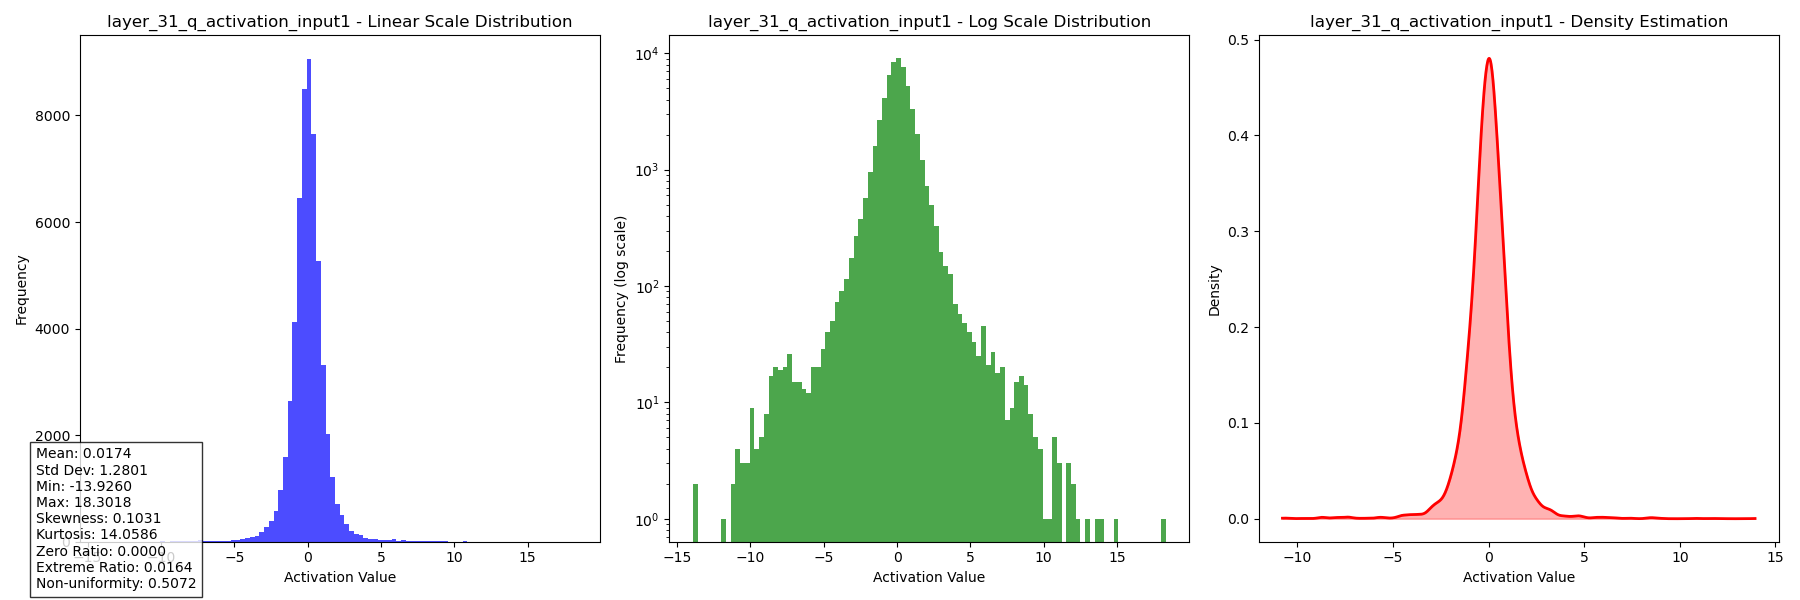 layer_31_q_activation_input1 - Linear Scale Distribution
Frequency
8000
6000
4000
2000
0
−10
−5
0
5
10
15
Activation Value
Mean: 0.0174
Std Dev: 1.2801
Min: -13.9260
Max: 18.3018
Skewness: 0.1031
Kurtosis: 14.0586
Zero Ratio: 0.0000
Extreme Ratio: 0.0164
Non-uniformity: 0.5072
layer_31_q_activation_input1 - Log Scale Distribution
Frequency (log scale)
10⁴
10³
10²
10¹
10⁰
−15
−10
−5
0
5
10
15
Activation Value
layer_31_q_activation_input1 - Density Estimation
Density
0.5
0.4
0.3
0.2
0.1
0.0
−10
−5
0
5
10
15
Activation Value